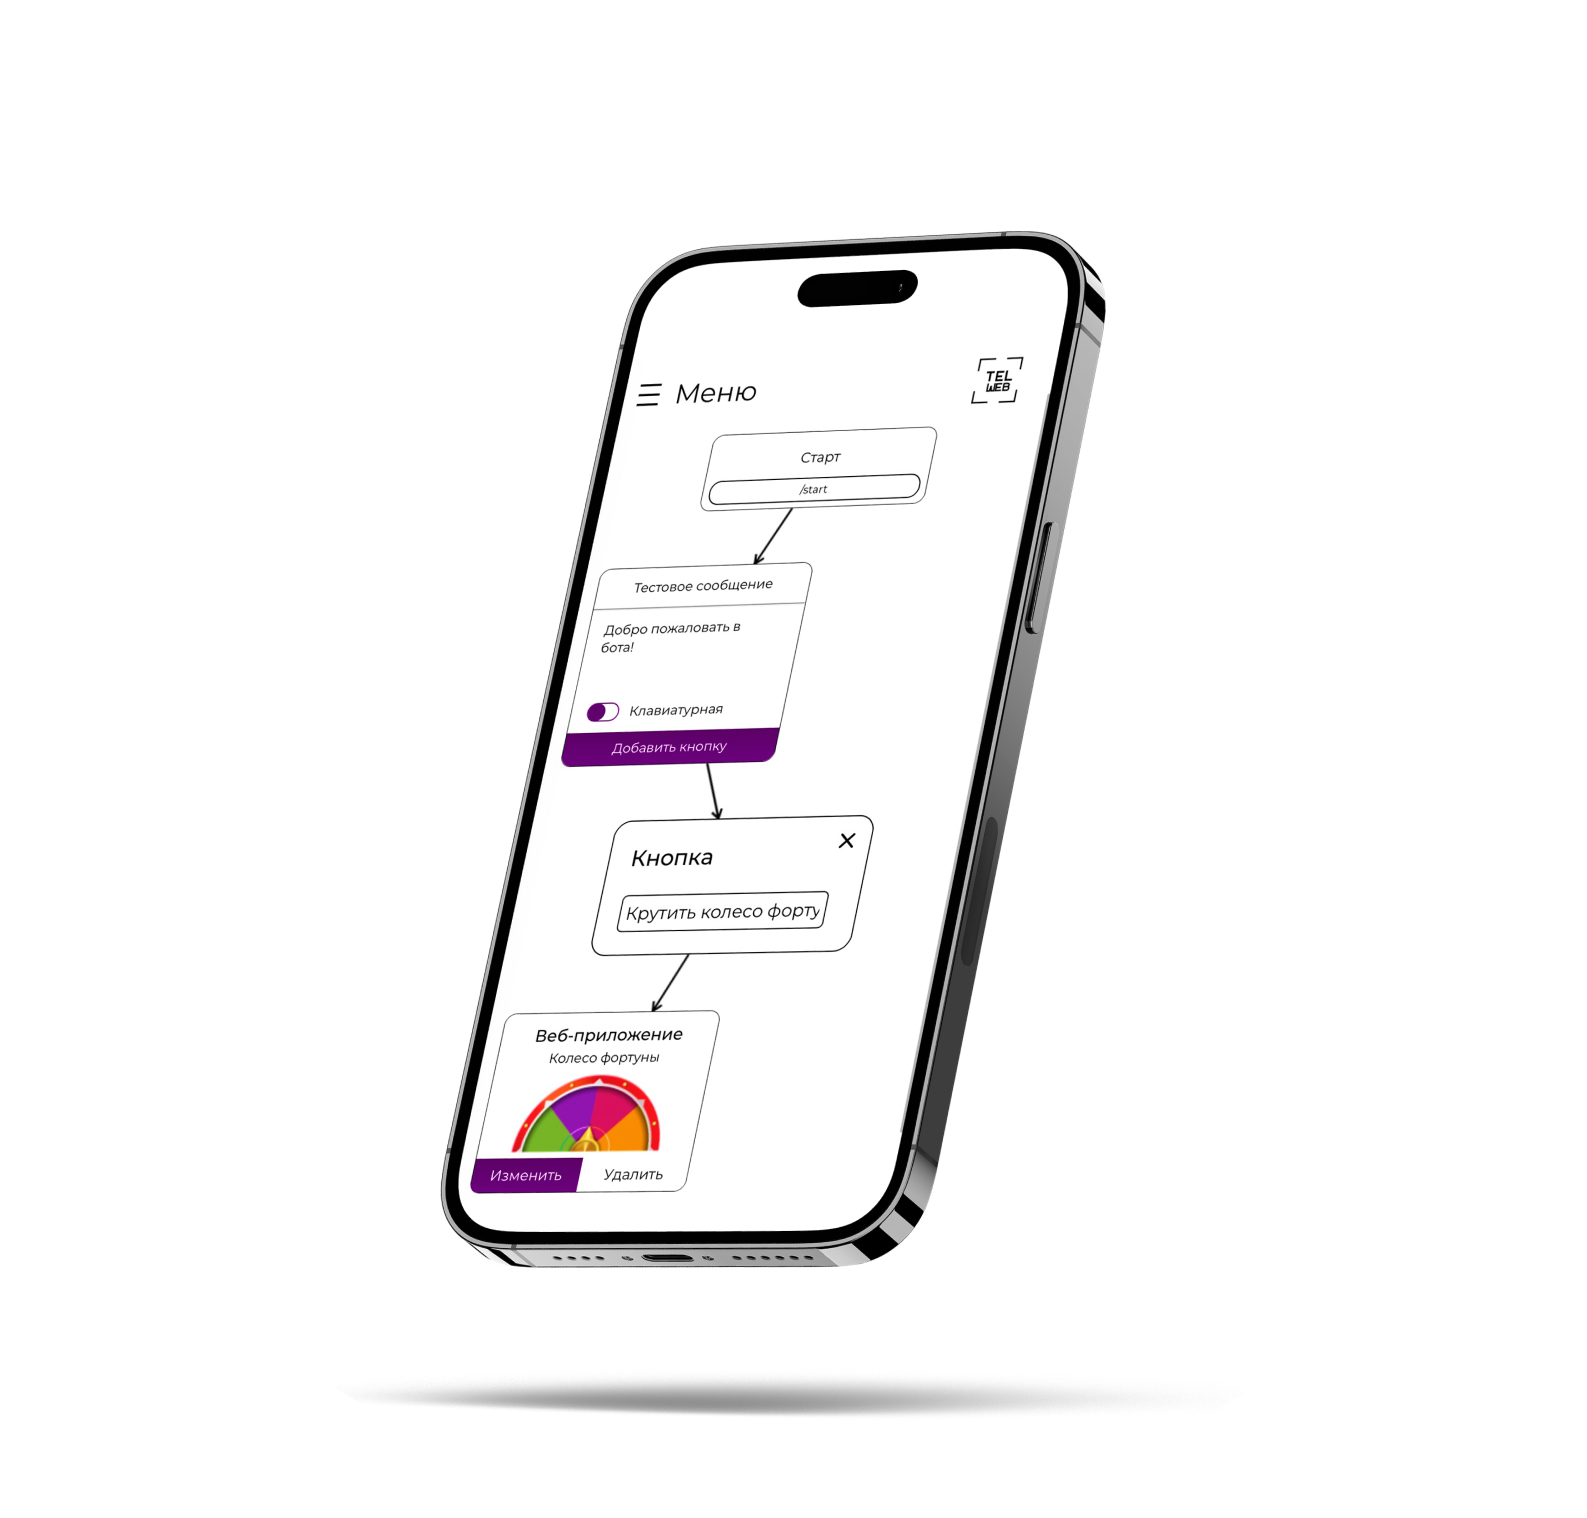 Меню
TEL
WEB
Старт
/start
Тестовое сообщение
Добро пожаловать в
бота!
Клавиатурная
Добавить кнопку
Кнопка
Крутить колесо форту
Веб-приложение
Колесо фортуны
Изменить
Удалить